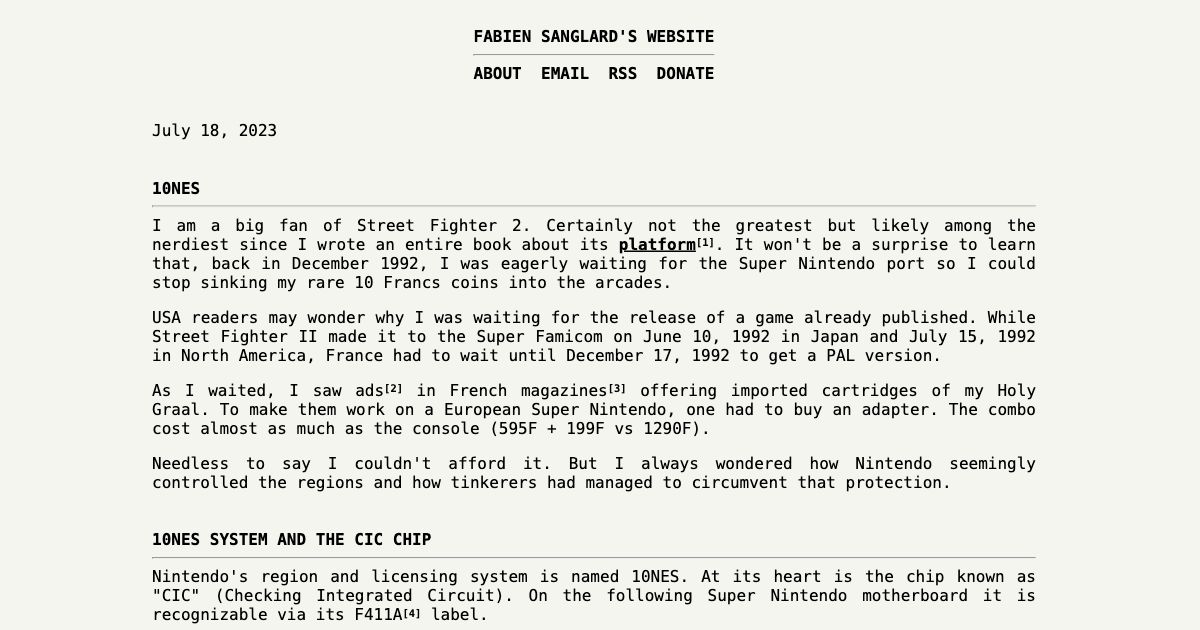 FABIEN SANGLARD'S WEBSITE
ABOUT EMAIL RSS DONATE
July 18, 2023
10NES
I am a big fan of Street Fighter 2. Certainly not the greatest but likely among the
nerdiest since I wrote an entire book about its platform[1]. It won't be a surprise to learn
that, back in December 1992, I was eagerly waiting for the Super Nintendo port so I could
stop sinking my rare 10 Francs coins into the arcades.
USA readers may wonder why I was waiting for the release of a game already published. While
Street Fighter II made it to the Super Famicom on June 10, 1992 in Japan and July 15, 1992
in North America, France had to wait until December 17, 1992 to get a PAL version.
As I waited, I saw ads[2] in French magazines[3] offering imported cartridges of my Holy
Graal. To make them work on a European Super Nintendo, one had to buy an adapter. The combo
cost almost as much as the console (595F + 199F vs 1290F).
Needless to say I couldn't afford it. But I always wondered how Nintendo seemingly
controlled the regions and how tinkerers had managed to circumvent that protection.
10NES SYSTEM AND THE CIC CHIP
Nintendo's region and licensing system is named 10NES. At its heart is the chip known as
"CIC" (Checking Integrated Circuit). On the following Super Nintendo motherboard it is
recognizable via its F411A[4] label.